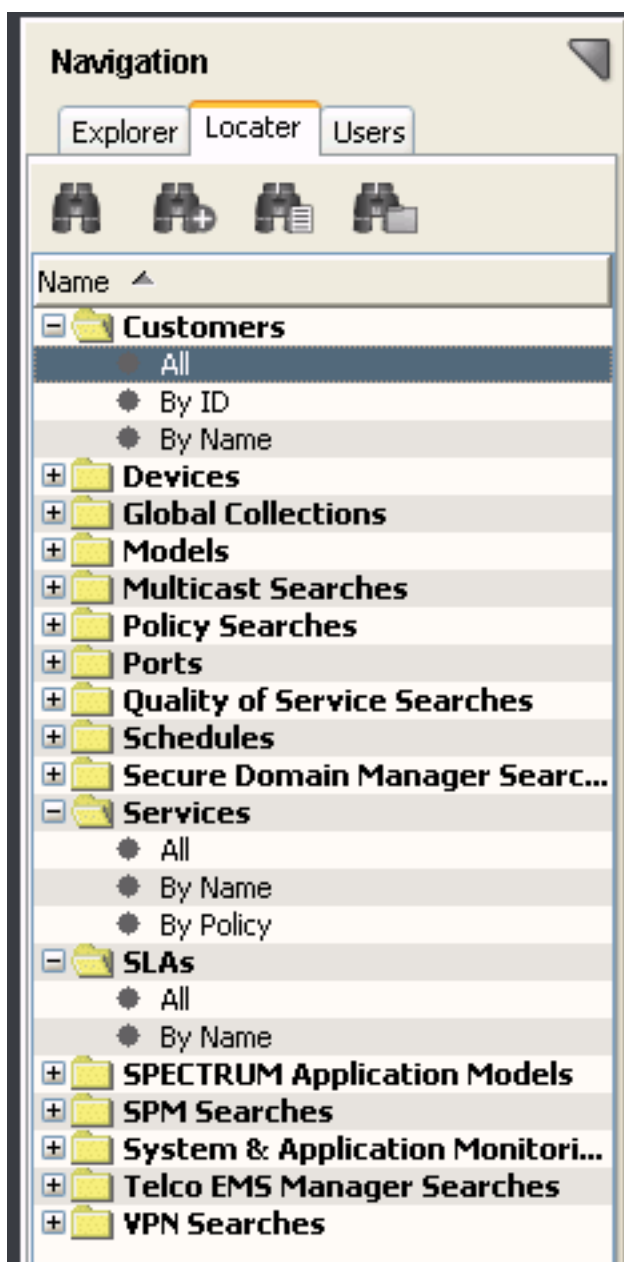 Navigation
Explorer Locater Users
Name
Customers
All
By ID
By Name
Devices
Global Collections
Models
Multicast Searches
Policy Searches
Ports
Quality of Service Searches
Schedules
Secure Domain Manager Searc...
Services
All
By Name
By Policy
SLAs
All
By Name
SPECTRUM Application Models
SPM Searches
System & Application Monitori...
Telco EMS Manager Searches
VPN Searches